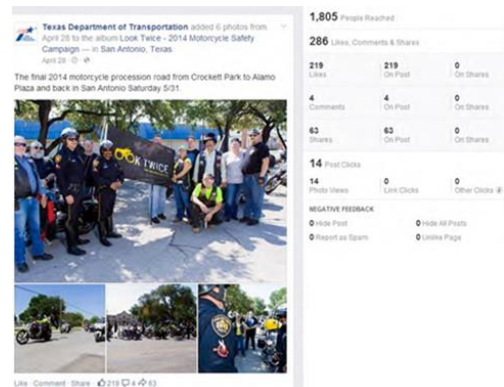 Texas Department of Transportation added 6 photos from
April 28 to the album Look Twice - 2014 Motorcycle Safety
Campaign — in San Antonio, Texas
April 28
The final 2014 motorcycle procession road from Crockett Park to Alamo
Plaza and back in San Antonio Saturday 5/31.
LOOK TWICE
Like · Comment · Share · 219 4 63
1,805 People Reached
286 Likes, Comments & Shares
219 219 0
Likes On Post On Shares
4 4 0
Comments On Post On Shares
63 63 0
Shares On Post On Shares
14 Post Clicks
14 0 0
Photo Views Link Clicks Other Clicks
NEGATIVE FEEDBACK
0 Hide Post 0 Hide All Posts
0 Report as Spam 0 Unlike Page